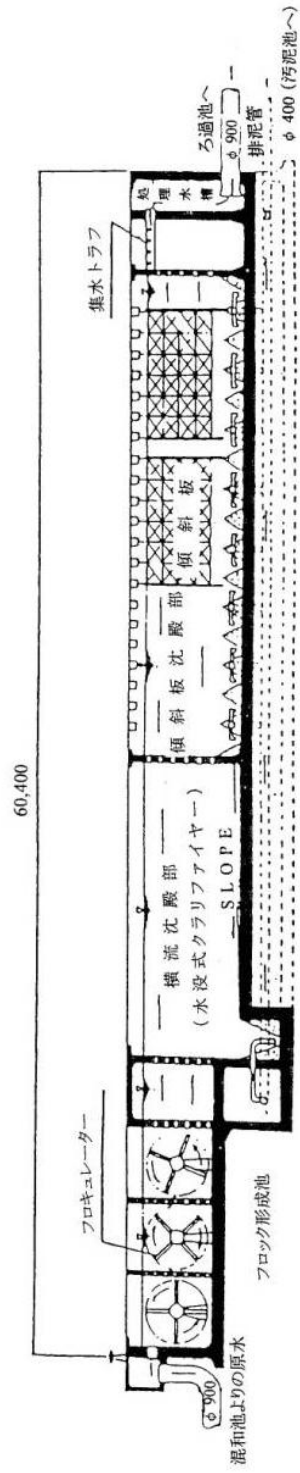 60,400
フロキュレーター
集水トラフ
処理水槽
ろ過池へ
φ 900
排泥管
φ 400 (汚泥池へ)
傾斜板
傾斜板沈殿部
横流沈殿部
(水没式クラリファイヤー)
SLOPE
フロック形成池
φ 900
混和池よりの原水